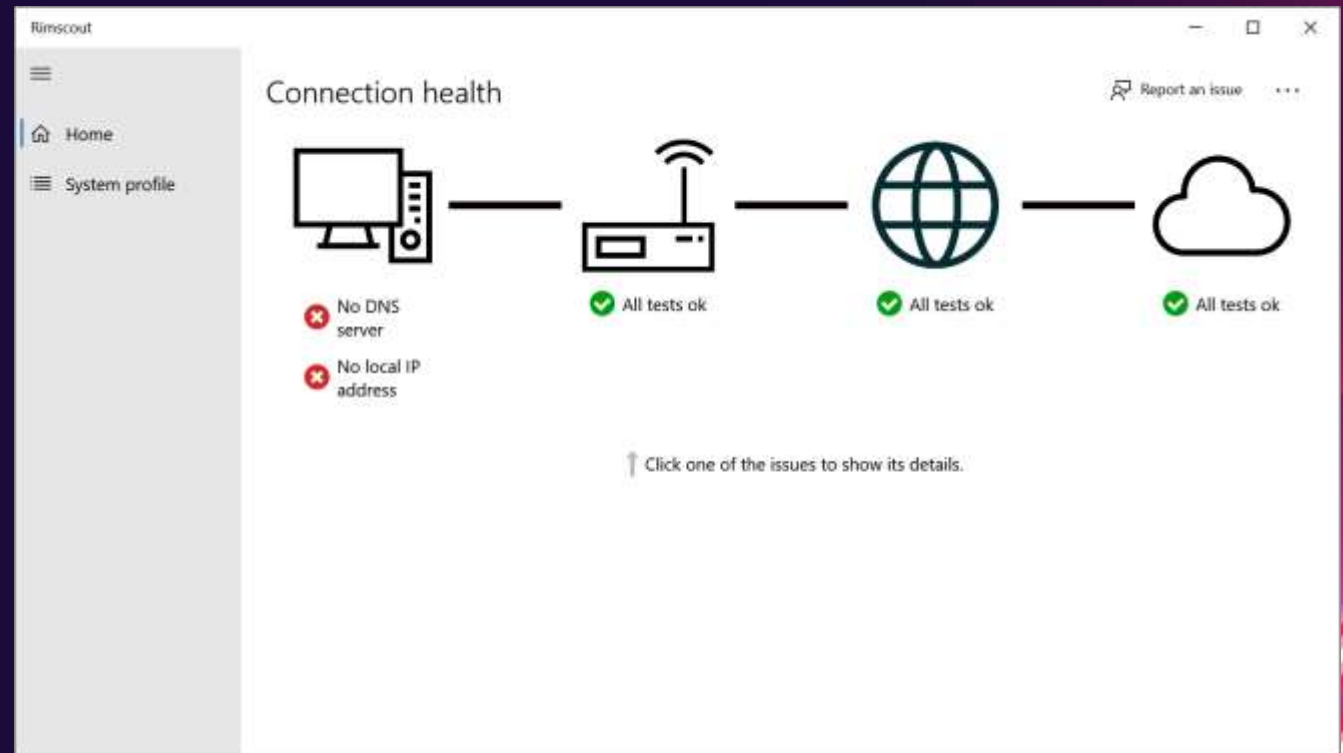 Rimscout
Connection health
Report an issue
Home
System profile
No DNS
server
No local IP
address
All tests ok
All tests ok
All tests ok
Click one of the issues to show its details.